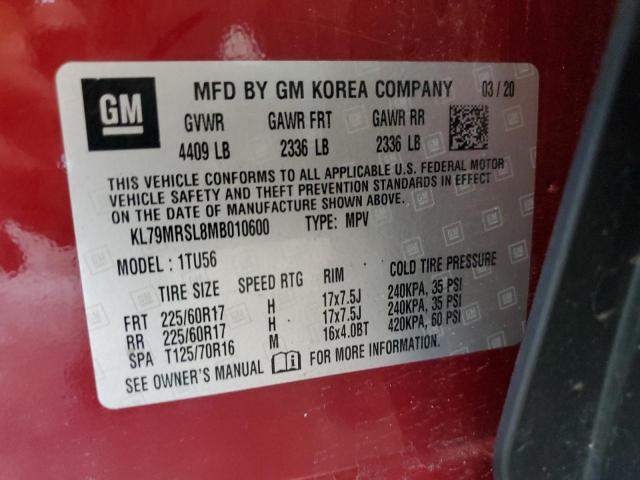 GM
MFD BY GM KOREA COMPANY 03 / 20
GVWR GAWR FRT GAWR RR
4409 LB 2336 LB 2336 LB
THIS VEHICLE CONFORMS TO ALL APPLICABLE U.S. FEDERAL MOTOR
VEHICLE SAFETY AND THEFT PREVENTION STANDARDS IN EFFECT
ON THE DATE OF MANUFACTURE SHOWN ABOVE.
KL79MRSL8MB010600 TYPE: MPV
MODEL : 1TU56
TIRE SIZE SPEED RTG RIM COLD TIRE PRESSURE
FRT 225/60R17 H 17x7.5J 240KPA, 35 PSI
RR 225/60R17 H 17x7.5J 240KPA, 35 PSI
SPA T125/70R16 M 16x4.0BT 420KPA, 60 PSI
SEE OWNER'S MANUAL FOR MORE INFORMATION.